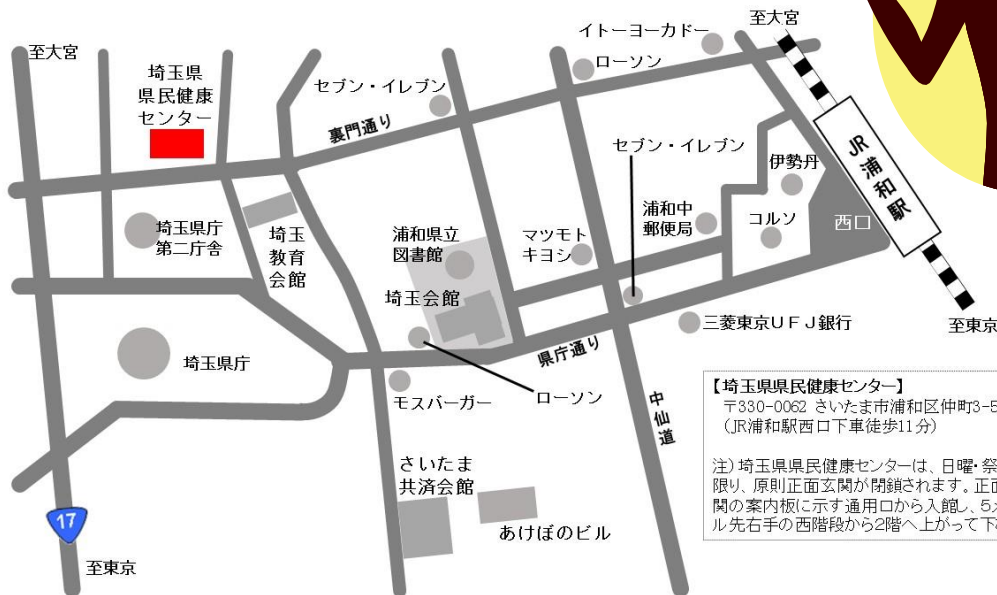 至大宮
イトーヨーカドー
至大宮
埼玉県
県民健康
センター
セブン・イレブン
ローソン
裏門通り
セブン・イレブン
JR浦和駅
伊勢丹
埼玉県庁
第二庁舎
埼玉
教育
会館
浦和県立
図書館
マツモト
キヨシ
浦和中
郵便局
コルソ
西口
埼玉会館
県庁通り
三菱東京UFJ銀行
至東京
埼玉県庁
モスバーガー
ローソン
中仙道
さいたま
共済会館
あけぼのビル
17
至東京
【埼玉県県民健康センター】
〒330-0062 さいたま市浦和区仲町3-5
(JR浦和駅西口下車徒歩11分)
注)埼玉県県民健康センターは、日曜・祭
限り、原則正面玄関が閉鎖されます。正面
関の案内板に示す通用口から入館し、5メ
ル先右手の西階段から2階へ上がって下